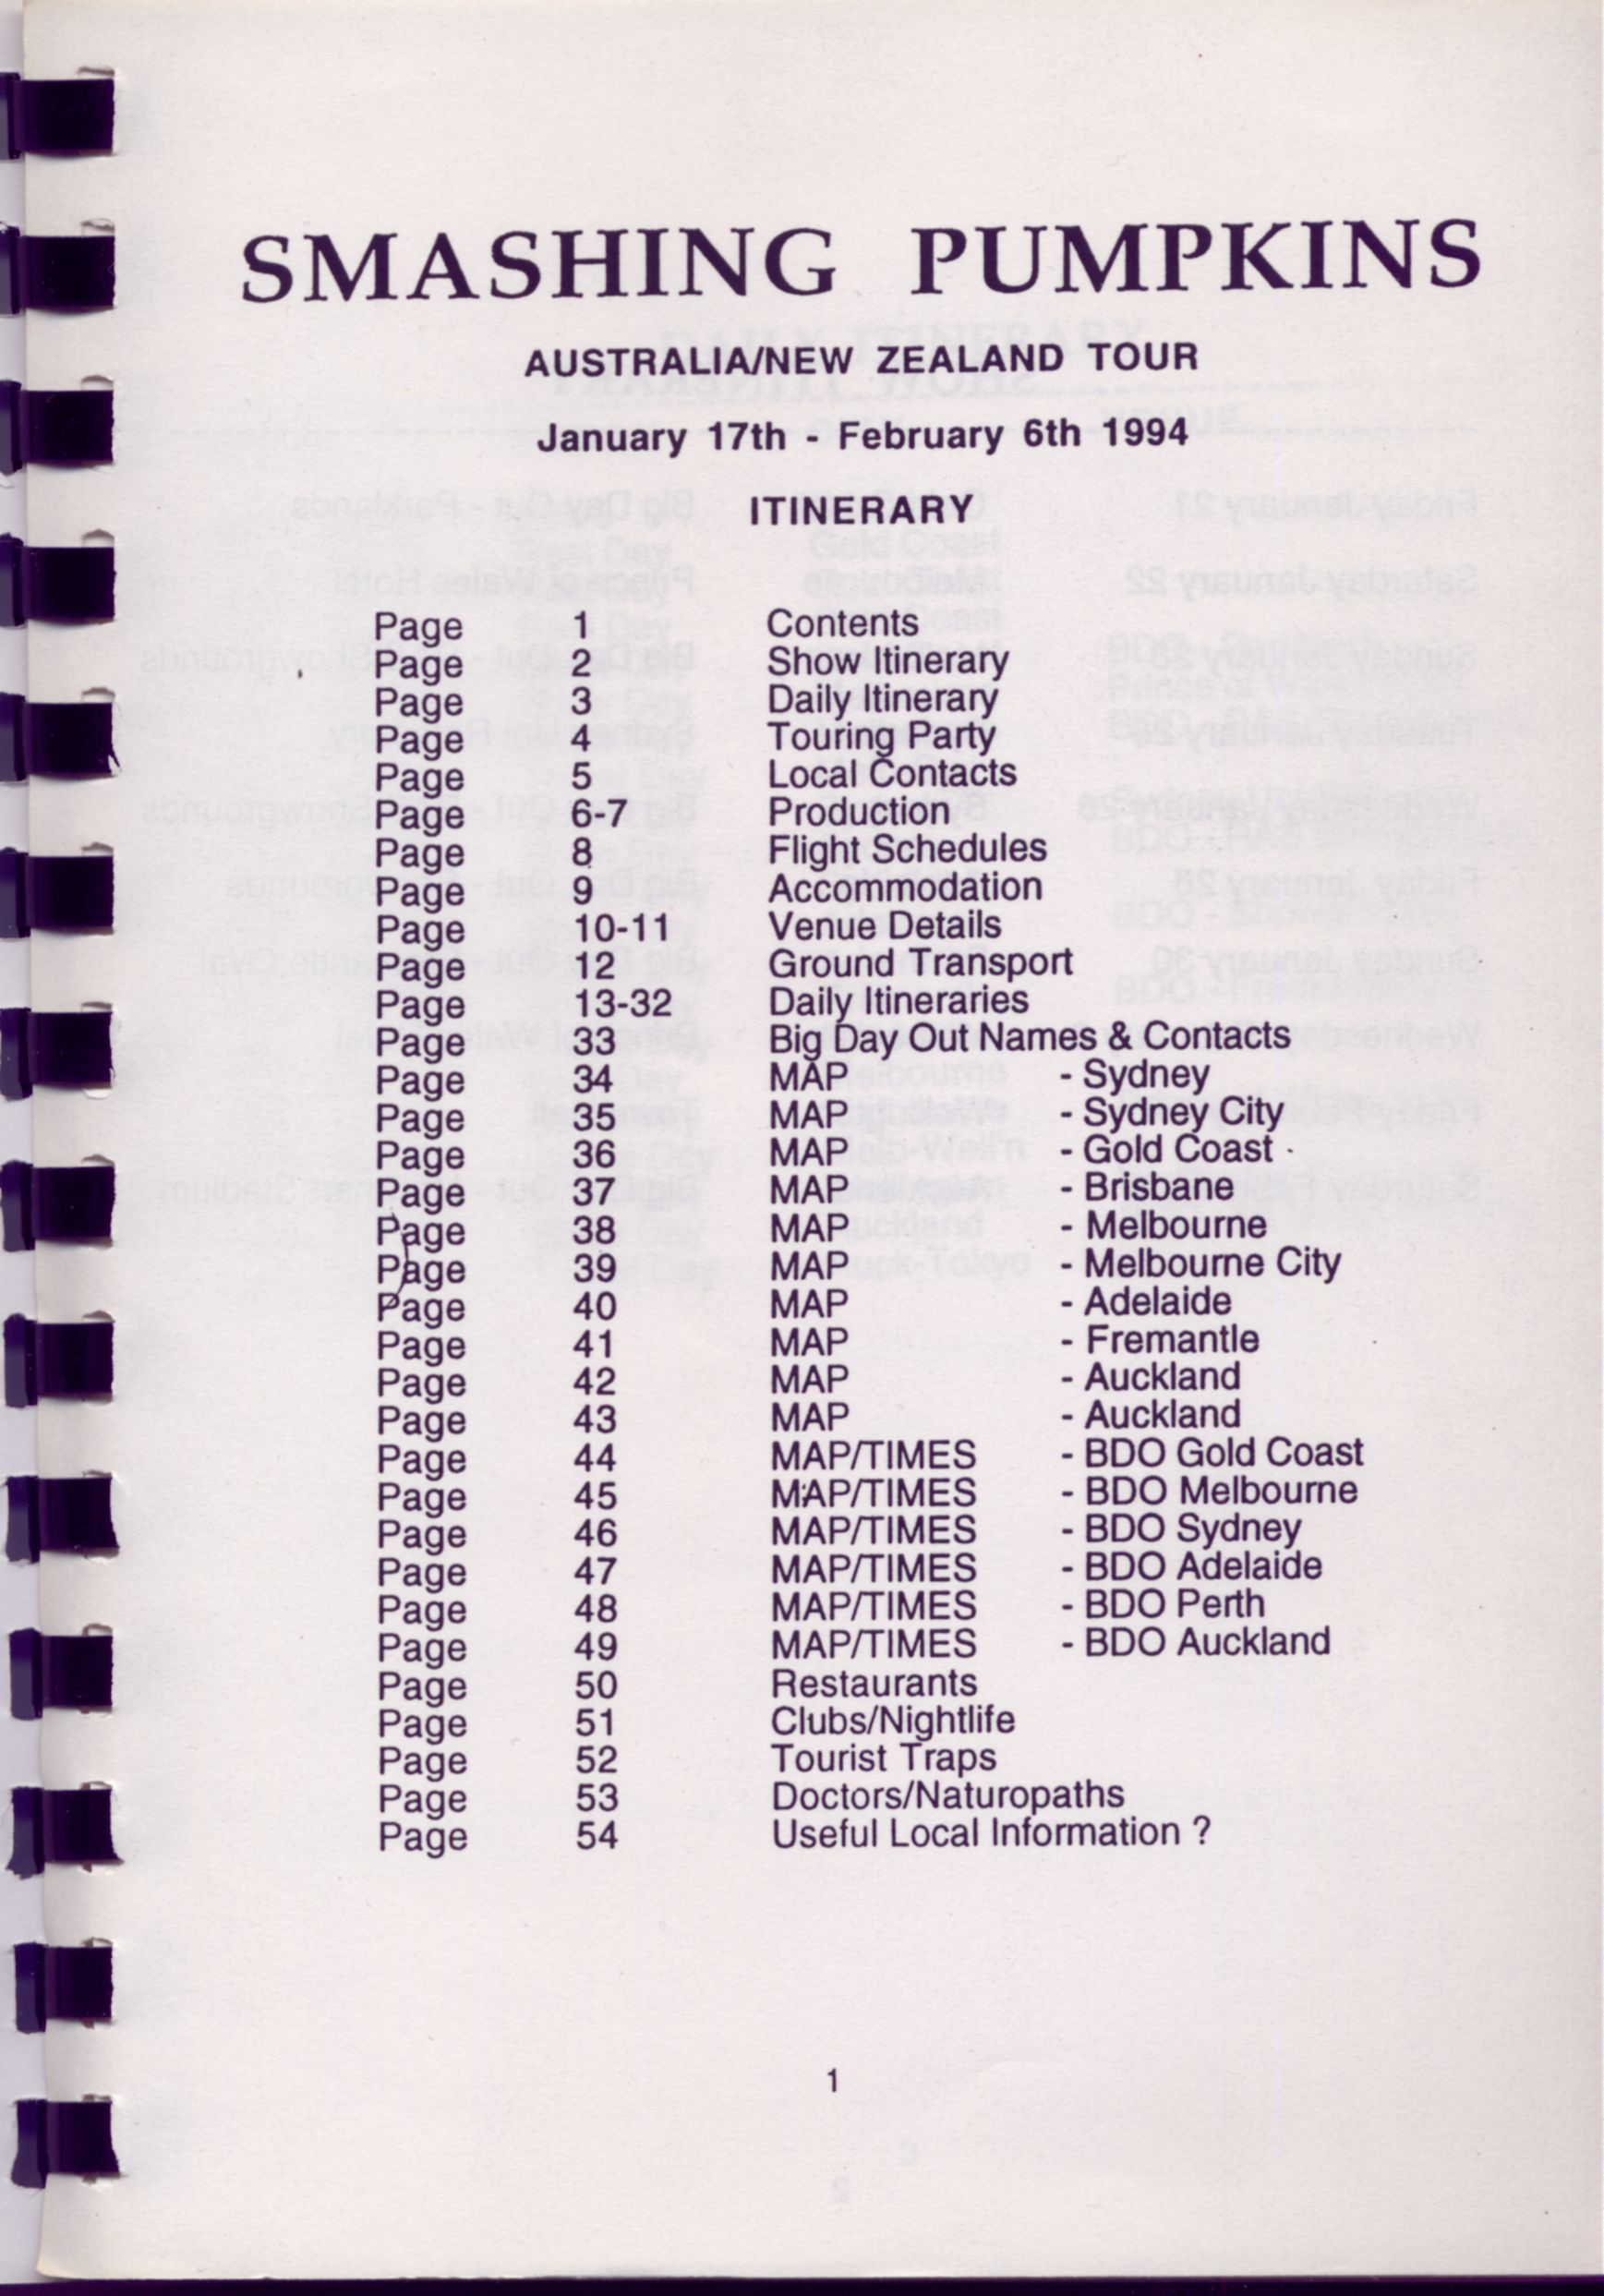 SMASHING PUMPKINS
AUSTRALIA/NEW ZEALAND TOUR
January 17th - February 6th 1994
ITINERARY
Page 1 Contents
Page 2 Show Itinerary
Page 3 Daily Itinerary
Page 4 Touring Party
Page 5 Local Contacts
Page 6-7 Production
Page 8 Flight Schedules
Page 9 Accommodation
Page 10-11 Venue Details
Page 12 Ground Transport
Page 13-32 Daily Itineraries
Page 33 Big Day Out Names & Contacts
Page 34 MAP - Sydney
Page 35 MAP - Sydney City
Page 36 MAP - Gold Coast
Page 37 MAP - Brisbane
Page 38 MAP - Melbourne
Page 39 MAP - Melbourne City
Page 40 MAP - Adelaide
Page 41 MAP - Fremantle
Page 42 MAP - Auckland
Page 43 MAP - Auckland
Page 44 MAP/TIMES - BDO Gold Coast
Page 45 MAP/TIMES - BDO Melbourne
Page 46 MAP/TIMES - BDO Sydney
Page 47 MAP/TIMES - BDO Adelaide
Page 48 MAP/TIMES - BDO Perth
Page 49 MAP/TIMES - BDO Auckland
Page 50 Restaurants
Page 51 Clubs/Nightlife
Page 52 Tourist Traps
Page 53 Doctors/Naturopaths
Page 54 Useful Local Information ?
1